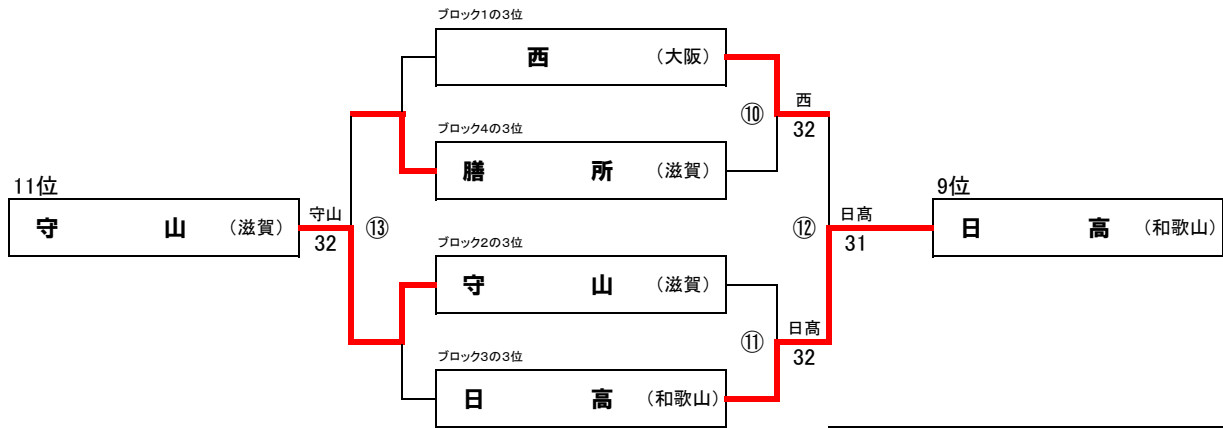 ブロック1の3位
西 （大阪）
⑩
西
32
ブロック4の3位
膳 所 （滋賀）
11位
守 山 （滋賀）
守山
32
⑬
⑫
日髙
31
9位
日 高 （和歌山）
ブロック2の3位
守 山 （滋賀）
⑪
日髙
32
ブロック3の3位
日 高 （和歌山）